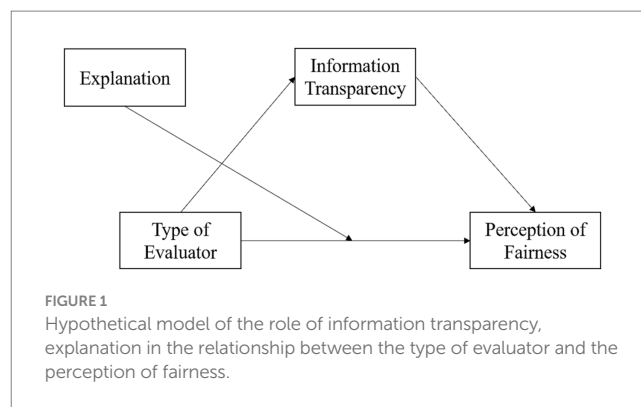 Explanation
Information
Transparency
Type of
Evaluator
Perception of
Fairness
FIGURE 1
Hypothetical model of the role of information transparency,
explanation in the relationship between the type of evaluator and the
perception of fairness.